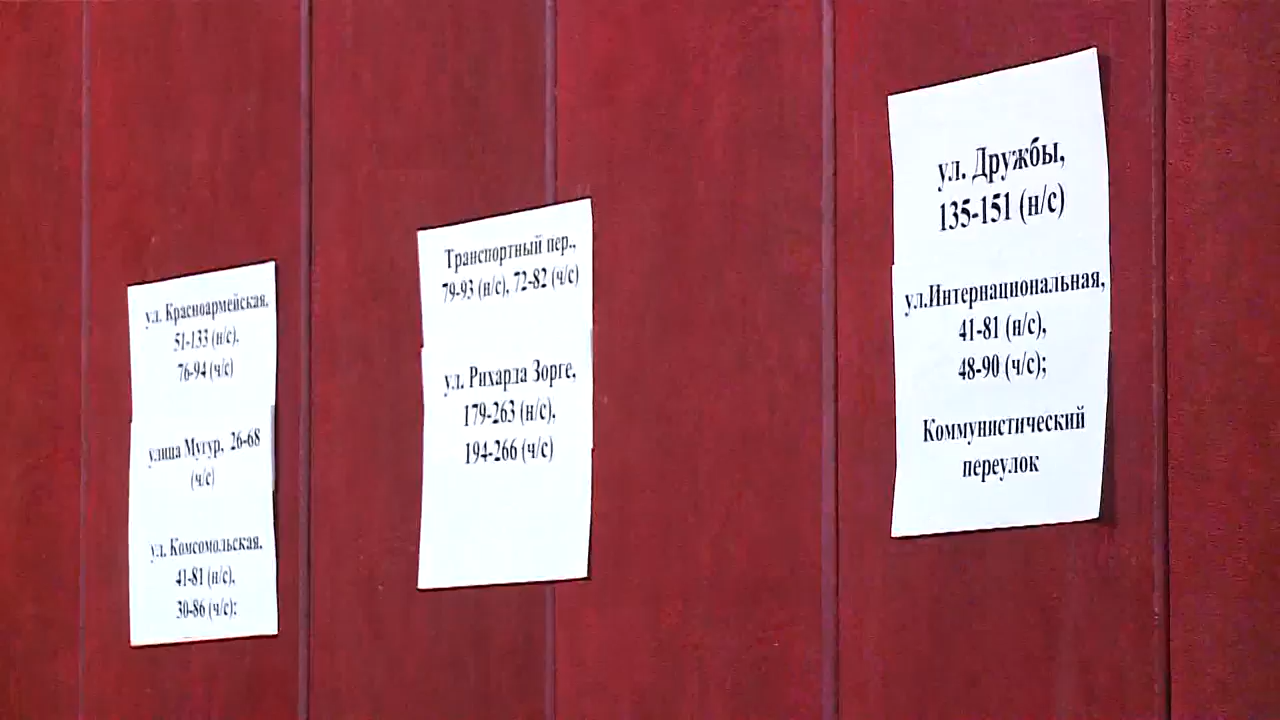 ул. Красноармейская,
51-133 (н/с),
76-94 (ч/с)
улица Мугур, 26-68
(ч/с)
ул. Комсомольская,
41-81 (н/с),
30-86 (ч/с);
Транспортный пер.,
79-93 (н/с), 72-82 (ч/с)
ул. Рихарда Зорге,
179-263 (н/с),
194-266 (ч/с)
ул. Дружбы,
135-151 (н/с)
ул.Интернациональная,
41-81 (н/с),
48-90 (ч/с);
Коммунистический
переулок